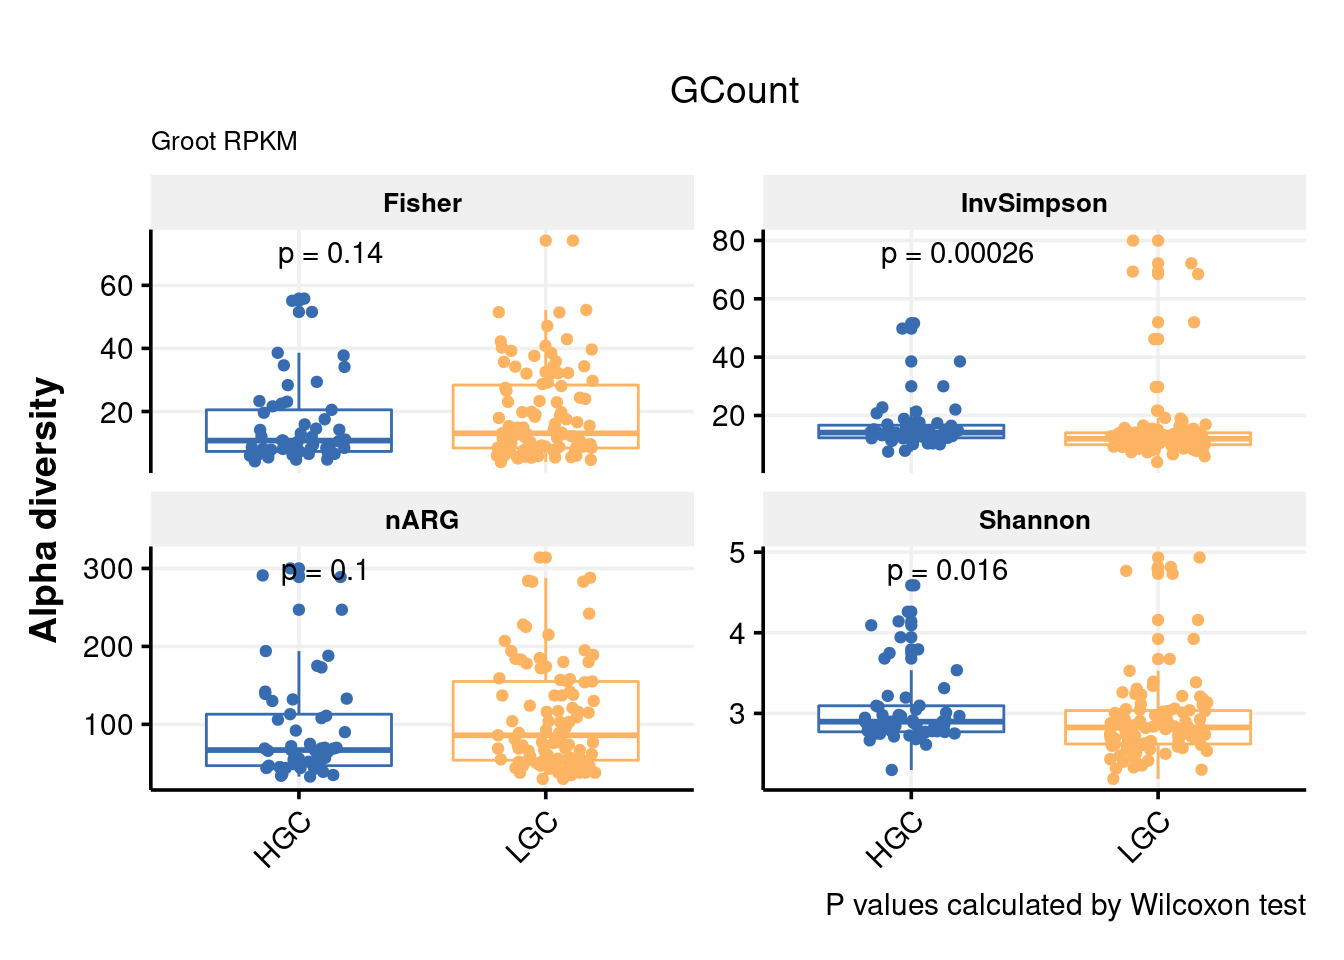 GCount
Groot RPKM
Alpha diversity
Fisher
p = 0.14
60
40
20
InvSimpson
p = 0.00026
80
60
40
20
nARG
p = 0.1
300
200
100
HGC
LGC
Shannon
p = 0.016
5
4
3
HGC
LGC
P values calculated by Wilcoxon test